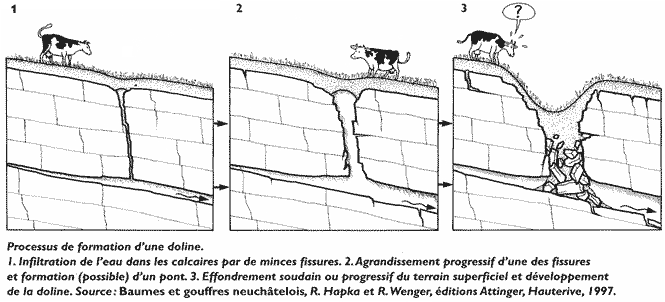 1
2
3
?
Processus de formation d'une doline.
1. Infiltration de l'eau dans les calcaires par de minces fissures. 2. Agrandissement progressif d'une des fissures
et formation (possible) d'un pont. 3. Effondrement soudain ou progressif du terrain superficiel et développement
de la doline. Source : Baumes et gouffres neuchâtelois, R. Hapka et R. Wenger, éditions Attinger, Hauterive, 1997.